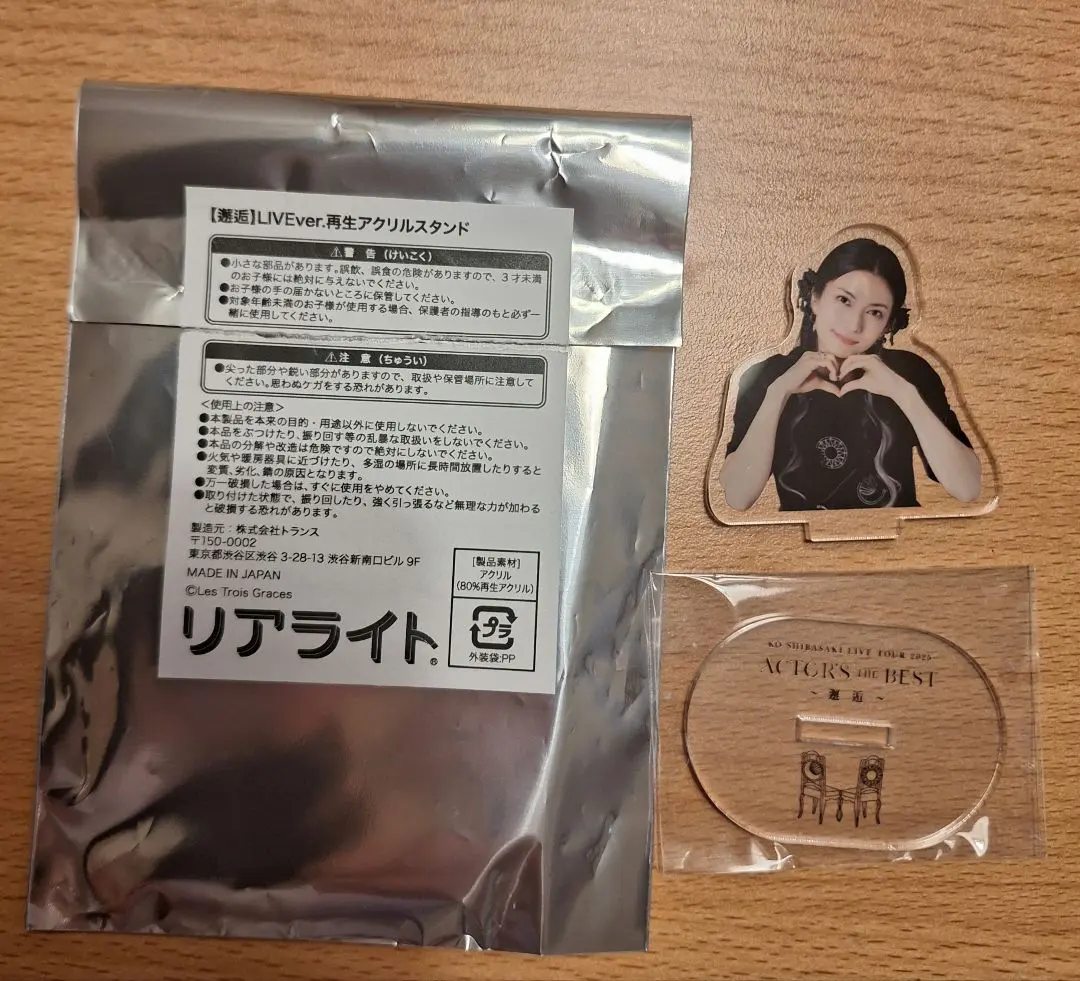 【邂逅】LIVEver.再生アクリルスタンド
⚠警 告 (けいこく)
●小さな部品があります。誤飲、誤食の危険がありますので、3才未満
のお子様には絶対に与えないでください。
●お子様の手の届かないところに保管してください。
●対象年齢未満のお子様が使用する場合、保護者の指導のもと必ず一
緒に使用してください。
⚠注 意 (ちゅうい)
●尖った部分や鋭い部分がありますので、取扱や保管場所に注意して
ください。思わぬケガをする恐れがあります。
<使用上の注意>
●本製品を本来の目的・用途以外に使用しないでください。
●本品をぶつけたり、振り回す等の乱暴な取扱いをしないでください。
●本品の分解や改造は危険ですので絶対にしないでください。
●火気や暖房器具に近づけたり、多湿の場所に長時間放置したりすると
変質、劣化、錆の原因となります。
●万一破損した場合は、すぐに使用をやめてください。
●取り付けた状態で、振り回したり、強く引っ張るなど無理な力が加わる
と破損する恐れがあります。
製造元:株式会社トランス
〒150-0002
東京都渋谷区渋谷 3-28-13 渋谷新南口ビル 9F
MADE IN JAPAN
©Les Trois Graces
リアライト®
[製品素材]
アクリル
(80%再生アクリル)
プラ
外装袋:PP
KO SHIBASAKI LIVE TOUR 2025
ACTOR'S THE BEST
~ 邂逅 ~